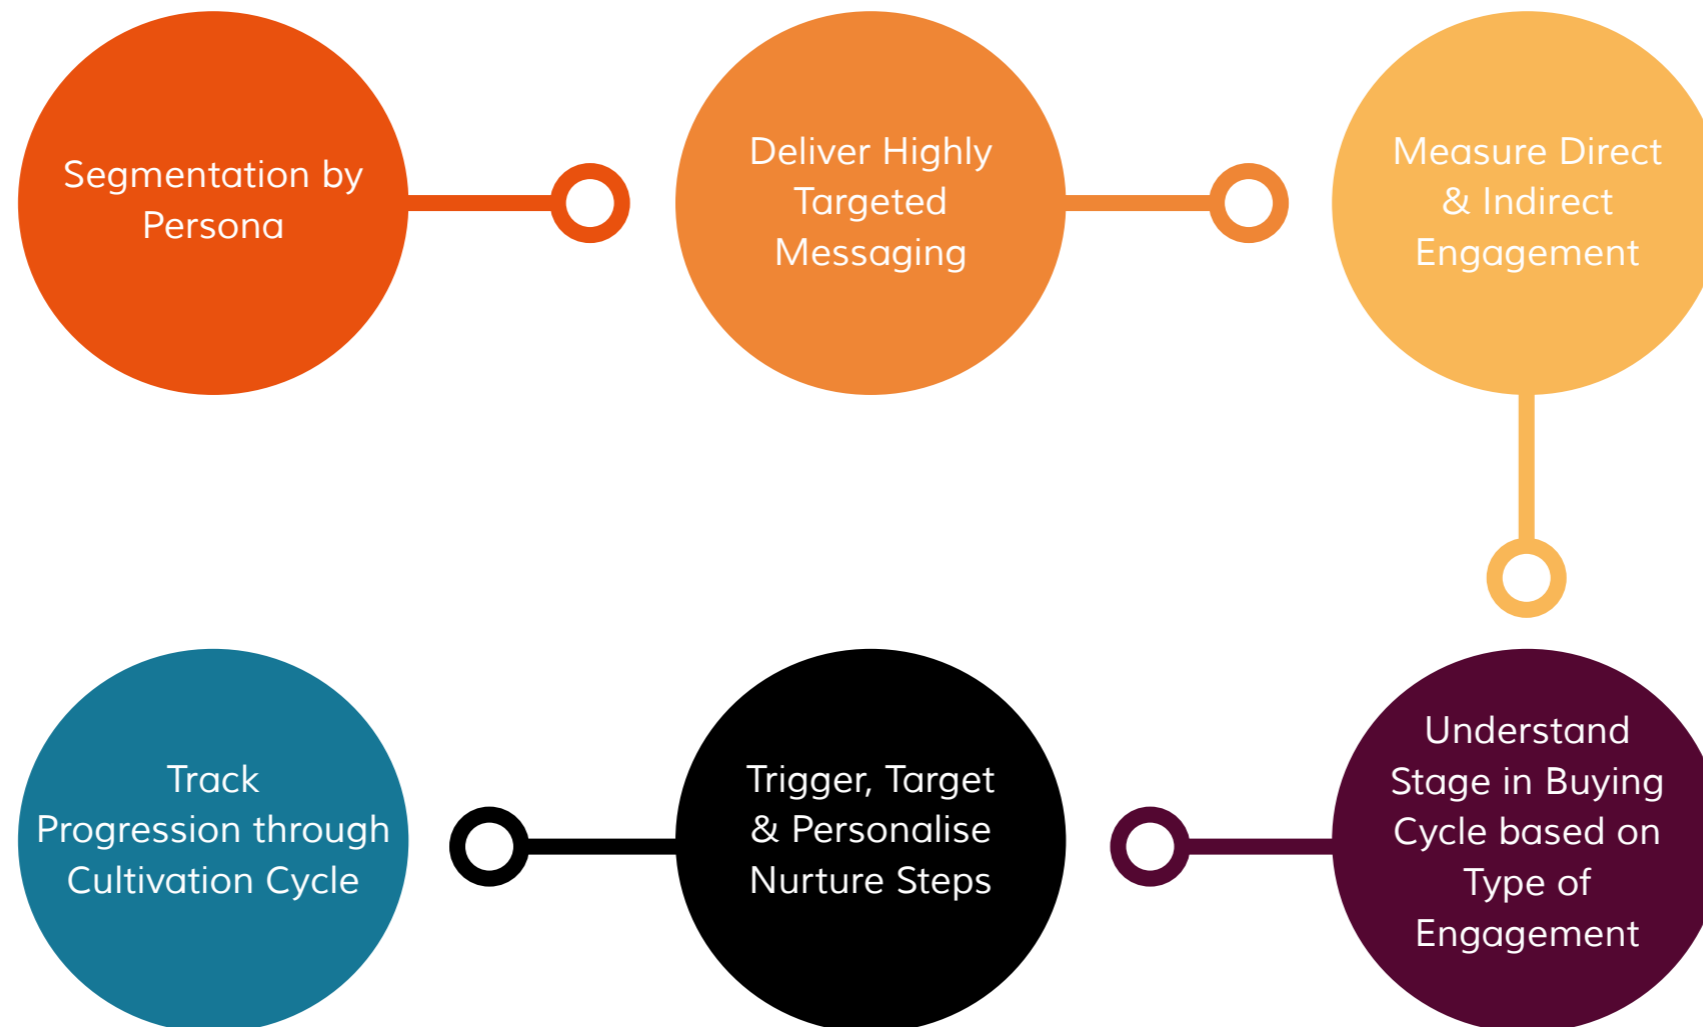 Segmentation by
Persona
Deliver Highly
Targeted
Messaging
Measure Direct
& Indirect
Engagement
Understand
Stage in Buying
Cycle based on
Type of
Engagement
Trigger, Target
& Personalise
Nurture Steps
Track
Progression through
Cultivation Cycle